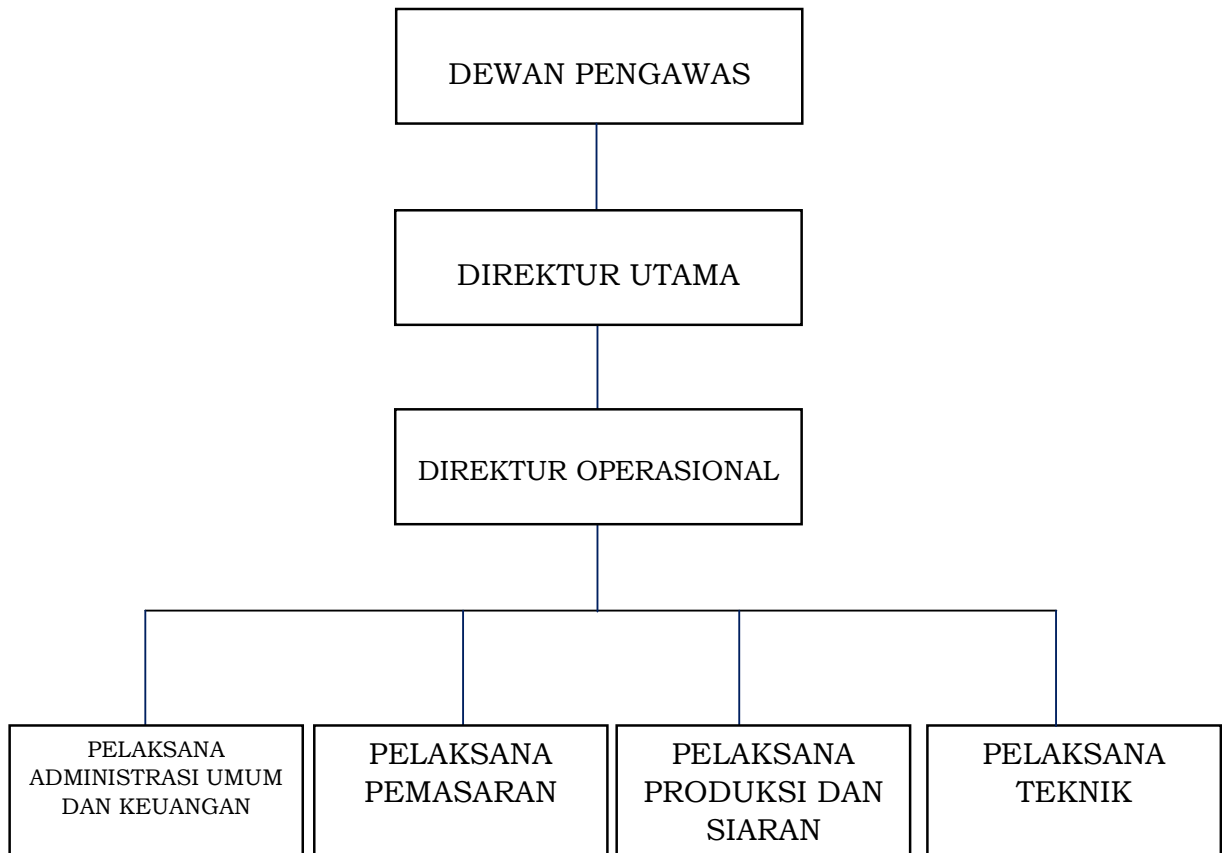 DEWAN PENGAWAS
DIREKTUR UTAMA
DIREKTUR OPERASIONAL
PELAKSANA
ADMINISTRASI UMUM
DAN KEUANGAN
PELAKSANA
PEMASARAN
PELAKSANA
PRODUKSI DAN
SIARAN
PELAKSANA
TEKNIK